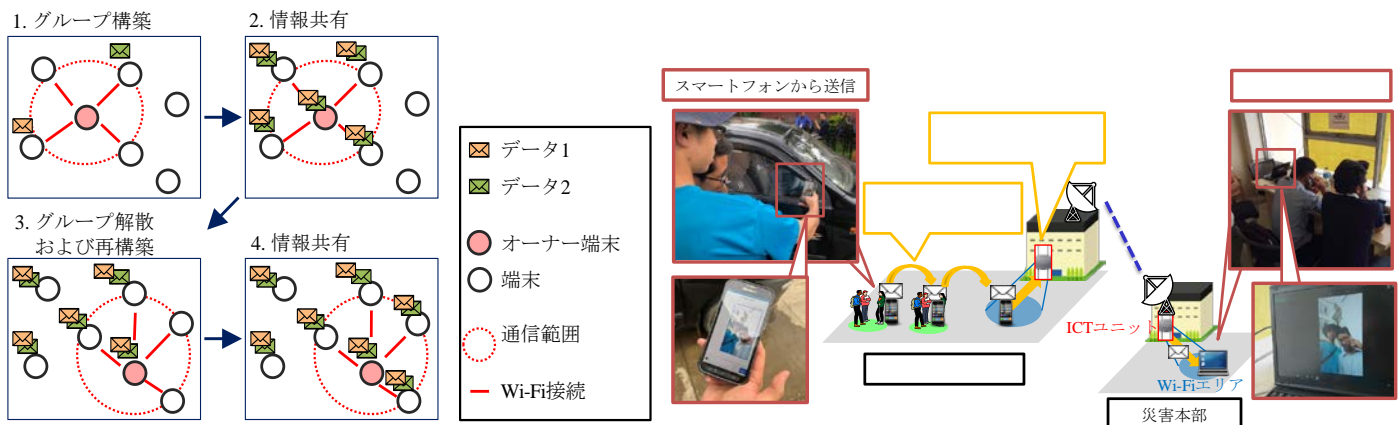 1. グループ構築
2. 情報共有
3. グループ解散
および再構築
4. 情報共有
データ1
データ2
オーナー端末
端末
通信範囲
Wi-Fi接続
スマートフォンから送信
ICTユニット
Wi-Fiエリア
災害本部